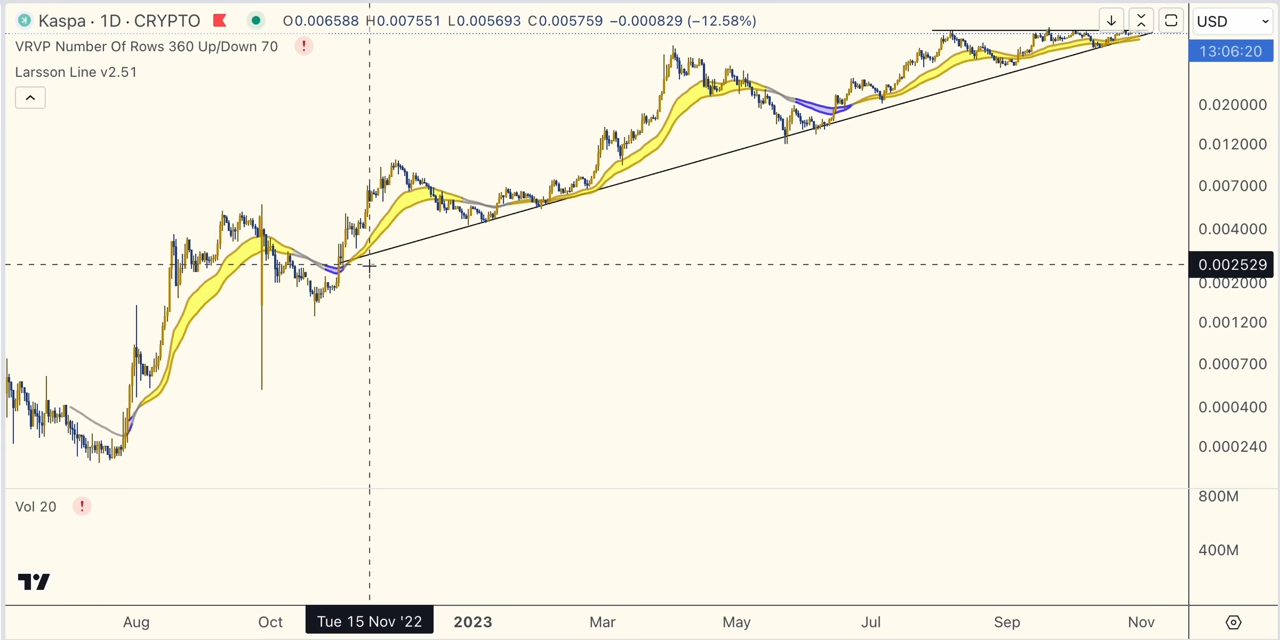 Kaspa · 1D · CRYPTO O0.006588 H0.007551 L0.005693 C0.005759 −0.000829 (−12.58%)
USD
VRVP Number Of Rows 360 Up/Down 70 !
13:06:20
Larsson Line v2.51
0.020000
0.012000
0.007000
0.004000
0.002529
0.002000
0.001200
0.000700
0.000400
0.000240
Vol 20 !
800M
400M
Aug Oct Tue 15 Nov '22 2023 Mar May Jul Sep Nov